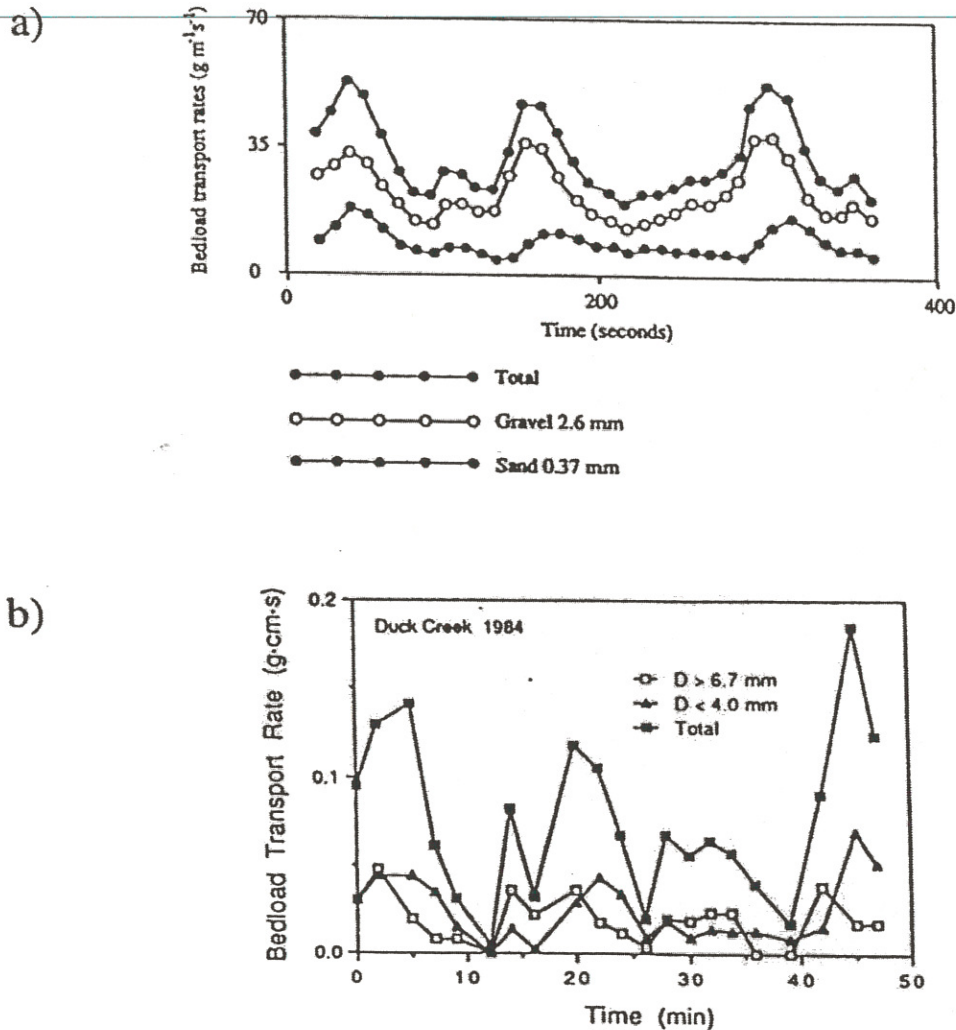 a)
70
35
0
Bedload transport rates (g m⁻¹s⁻¹)
0 200 400
Time (seconds)
Total
Gravel 2.6 mm
Sand 0.37 mm
b)
0.2
0.1
0.0
Bedload Transport Rate (g·cm·s)
Duck Creek 1984
D > 6.7 mm
D < 4.0 mm
Total
0 10 20 30 40 50
Time (min)